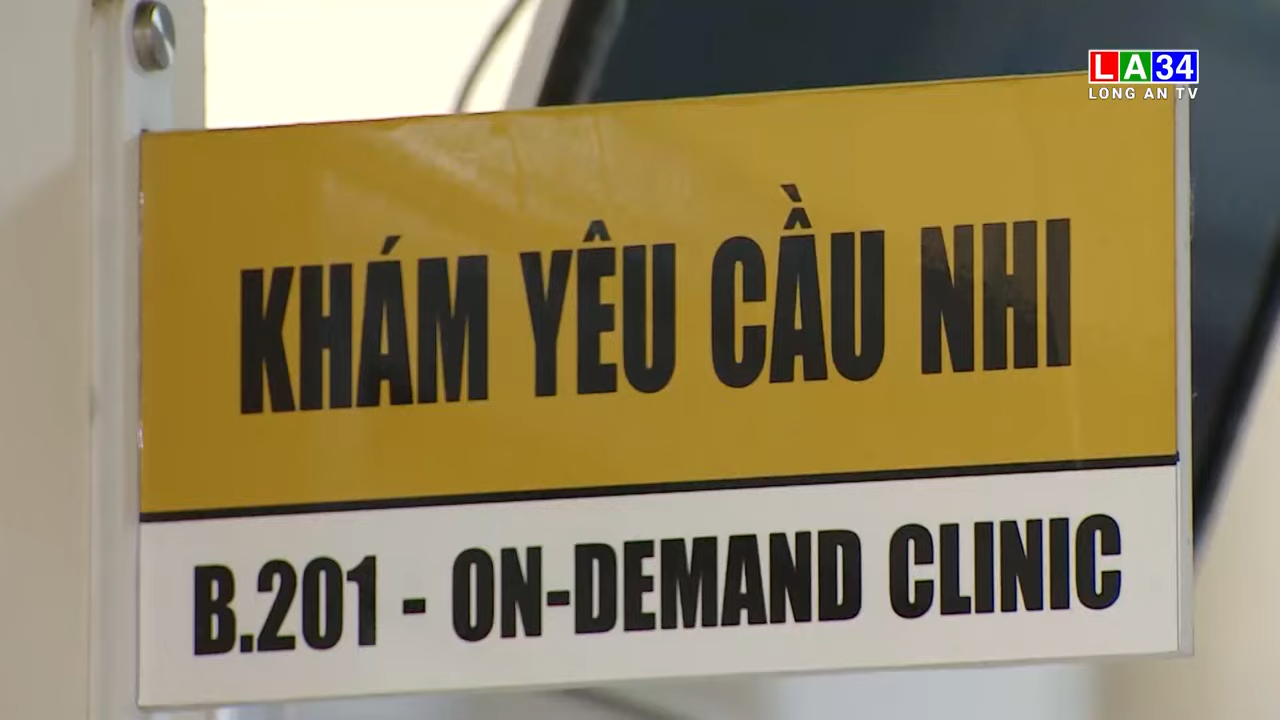 LA34
LONG AN TV
KHÁM YÊU CẦU NHI
B.201 - ON-DEMAND CLINIC